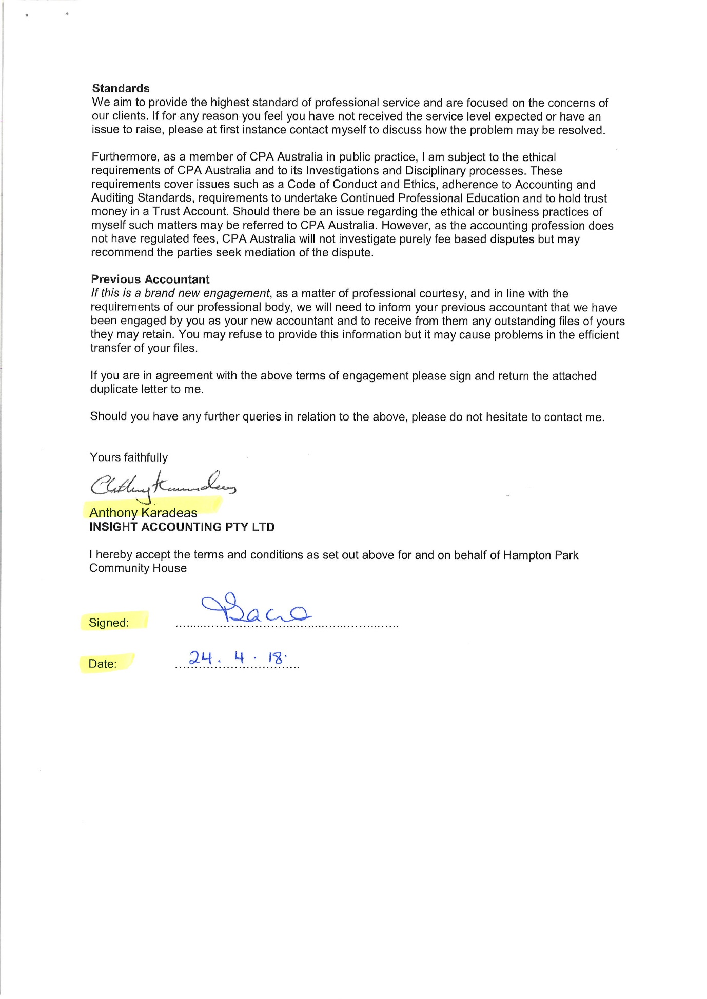 Standards
We aim to provide the highest standard of professional service and are focused on the concerns of
our clients. If for any reason you feel you have not received the service level expected or have an
issue to raise, please at first instance contact myself to discuss how the problem may be resolved.
Furthermore, as a member of CPA Australia in public practice, I am subject to the ethical
requirements of CPA Australia and to its Investigations and Disciplinary processes. These
requirements cover issues such as a Code of Conduct and Ethics, adherence to Accounting and
Auditing Standards, requirements to undertake Continued Professional Education and to hold trust
money in a Trust Account. Should there be an issue regarding the ethical or business practices of
myself such matters may be referred to CPA Australia. However, as the accounting profession does
not have regulated fees, CPA Australia will not investigate purely fee based disputes but may
recommend the parties seek mediation of the dispute.
Previous Accountant
If this is a brand new engagement, as a matter of professional courtesy, and in line with the
requirements of our professional body, we will need to inform your previous accountant that we have
been engaged by you as your new accountant and to receive from them any outstanding files of yours
they may retain. You may refuse to provide this information but it may cause problems in the efficient
transfer of your files.
If you are in agreement with the above terms of engagement please sign and return the attached
duplicate letter to me.
Should you have any further queries in relation to the above, please do not hesitate to contact me.
Yours faithfully
Anthony Karadeas
INSIGHT ACCOUNTING PTY LTD
I hereby accept the terms and conditions as set out above for and on behalf of Hampton Park
Community House
Signed:
Date: 24. 4. 18.